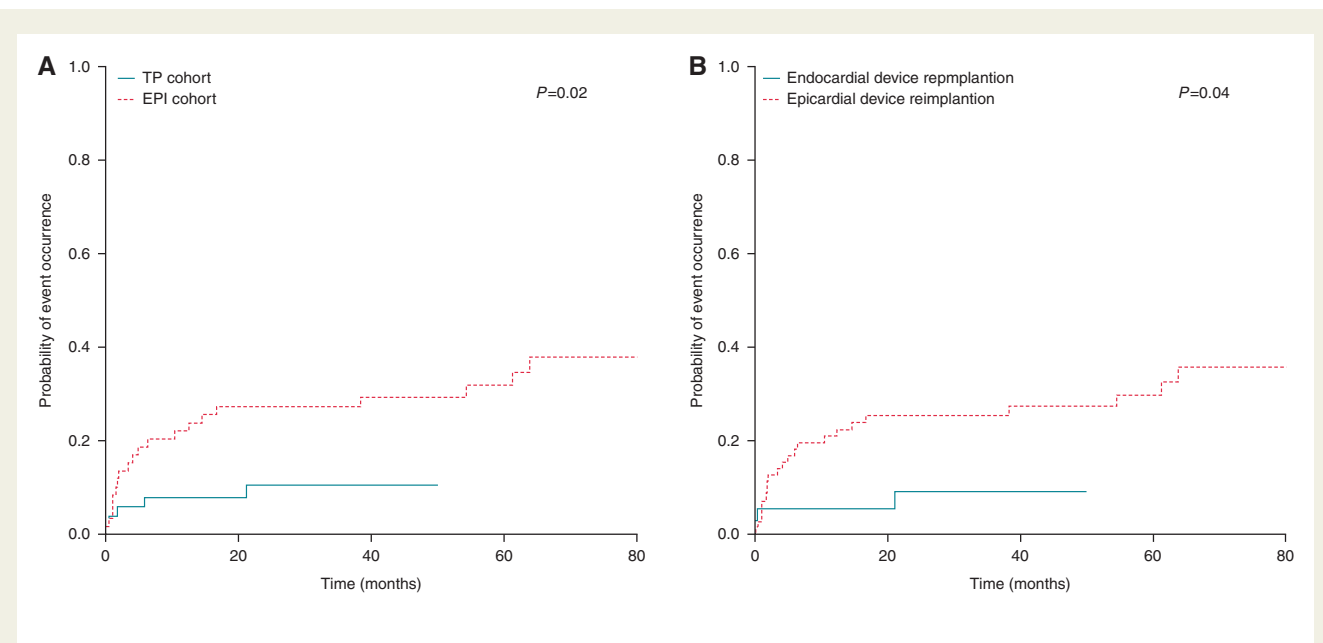 A
TP cohort
EPI cohort
P=0.02
1.0
0.8
0.6
0.4
0.2
0.0
Probability of event occurrence
0 20 40 60 80
Time (months)
B
Endocardial device repmplantion
Epicardial device reimplantion
P=0.04
1.0
0.8
0.6
0.4
0.2
0.0
Probability of event occurrence
0 20 40 60 80
Time (months)